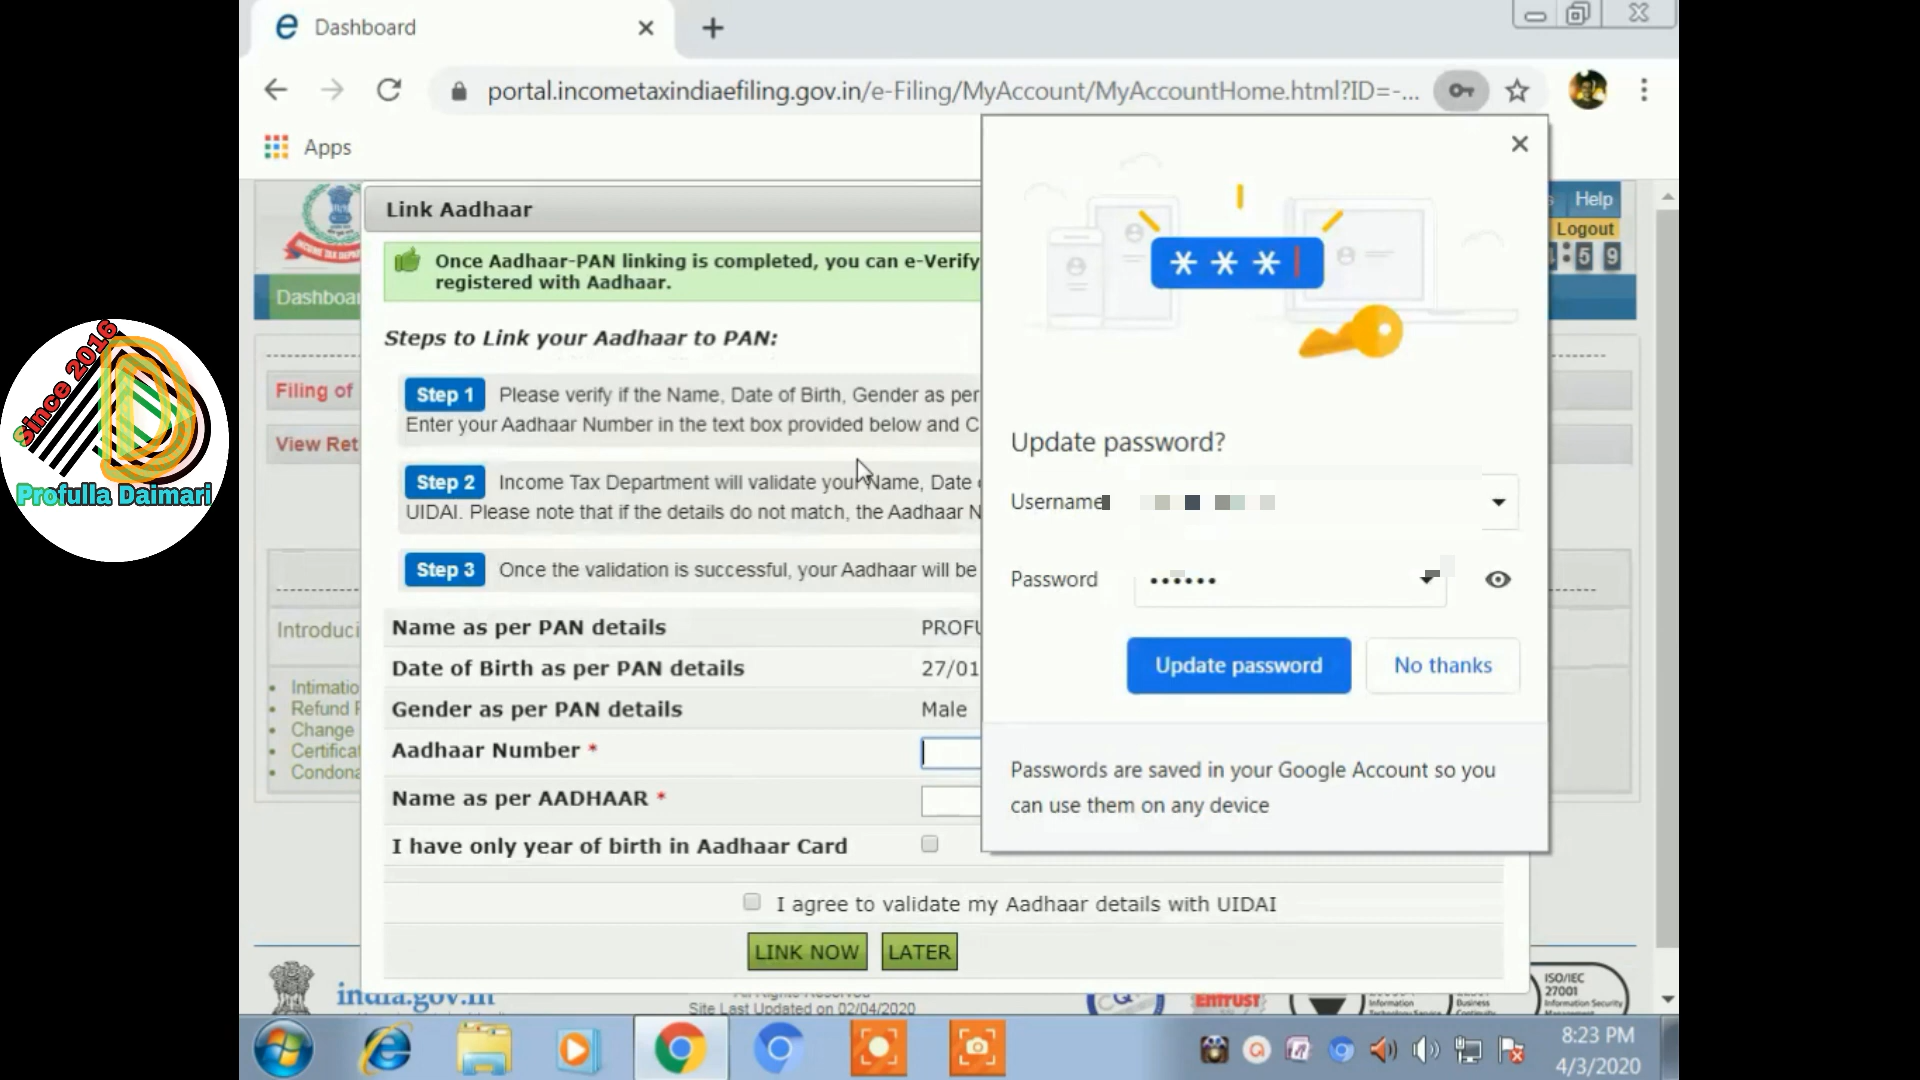 Dashboard
portal.incometaxindiaefiling.gov.in/e-Filing/MyAccount/MyAccountHome.html?ID=-...
Apps
Help
Logout
:59
Link Aadhaar
Once Aadhaar-PAN linking is completed, you can e-Verify
registered with Aadhaar.
Steps to Link your Aadhaar to PAN:
Step 1 Please verify if the Name, Date of Birth, Gender as per
Enter your Aadhaar Number in the text box provided below and C
Step 2 Income Tax Department will validate your Name, Date
UIDAI. Please note that if the details do not match, the Aadhaar N
Step 3 Once the validation is successful, your Aadhaar will be
Name as per PAN details PROFU
Date of Birth as per PAN details 27/01
Gender as per PAN details Male
Aadhaar Number *
Name as per AADHAAR *
I have only year of birth in Aadhaar Card
I agree to validate my Aadhaar details with UIDAI
LINK NOW LATER
Dashboar
Filing of
View Ret
Introduci
Intimatio
Refund
Change
Certificat
Condona
* * *
Update password?
Username
Password ••••••
Update password No thanks
Passwords are saved in your Google Account so you
can use them on any device
since 2016
Profulla Daimari
india.gov.in
All Rights Reserved
Site Last Updated on 02/04/2020
Entrust
ISO/IEC
27001
Information Security
Management
8:23 PM
4/3/2020